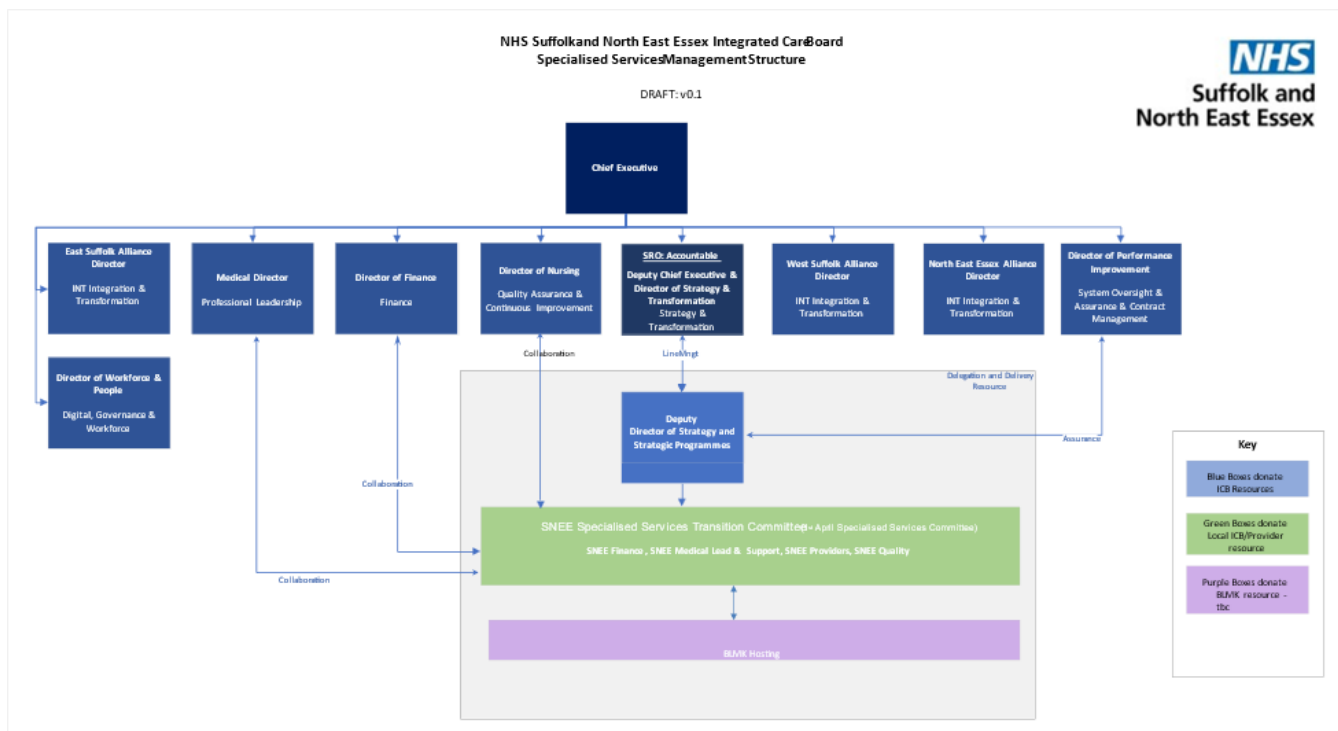 NHS Suffolkand North East Essex Integrated CareBoard
Specialised ServicesManagementStructure
DRAFT: v0.1
NHS
Suffolk and
North East Essex
Chief Executive
East Suffolk Alliance
Director
INT Integration &
Transformation
Medical Director
Professional Leadership
Director of Finance
Finance
Director of Nursing
Quality Assurance &
Continuous Improvement
SRO: Accountable
Deputy Chief Executive &
Director of Strategy &
Transformation
Strategy &
Transformation
West Suffolk Alliance
Director
INT Integration &
Transformation
North East Essex Alliance
Director
INT Integration &
Transformation
Director of Performance
Improvement
System Oversight &
Assurance & Contract
Management
Director of Workforce &
People
Digital, Governance &
Workforce
Collaboration
LineMngt
Delegation and Delivery
Resource
Deputy
Director of Strategy and
Strategic Programmes
Assurance
Collaboration
Collaboration
SNEE Specialised Services Transition Committee April Specialised Services Committee)
SNEE Finance , SNEE Medical Lead & Support, SNEE Providers, SNEE Quality
BLMK Hosting
Key
Blue Boxes donate
ICB Resources
Green Boxes donate
Local ICB/Provider
resource
Purple Boxes donate
BLMK resource -
tbc